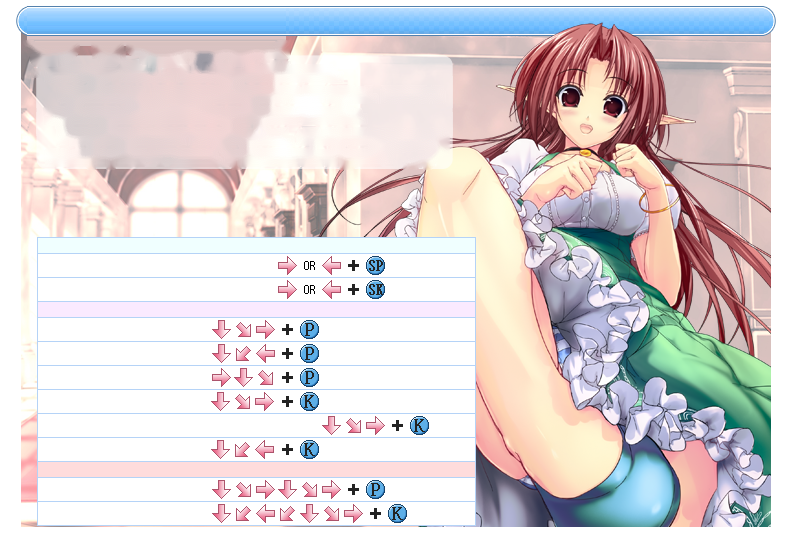 → OR ← + SP
→ OR ← + SK
↓ ↘ → + P
↓ ↙ ← + P
→ ↓ ↘ + P
↓ ↘ → + K
↓ ↘ → + K
↓ ↙ ← + K
↓ ↘ → ↓ ↘ → + P
↓ ↙ ← ↙ ↓ ↘ → + K